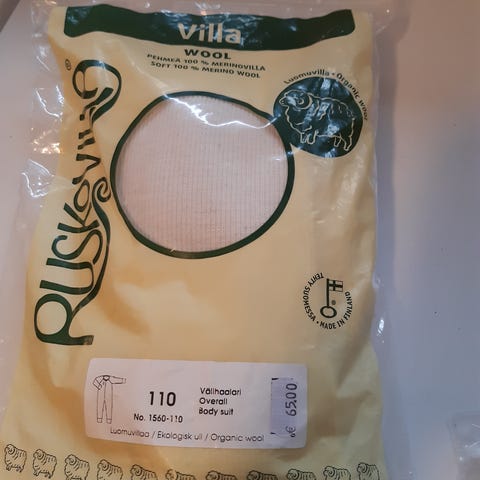 Villa
WOOL
PEHMEÄ 100 % MERINOVILLA
SOFT 100 % MERINO WOOL
Luomuvilla • Organic wool
RUSKOVILLA®
TEHTY SUOMESSA • MADE IN FINLAND
110
No. 1560-110
Välihaalari
Overall
Body suit
€ 65.00
Luomuvillaa / Ekologisk ull / Organic wool